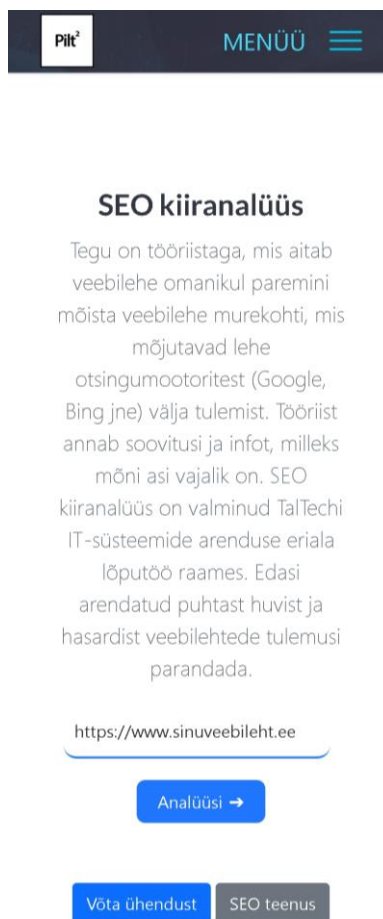 Pilt²
MENÜÜ
SEO kiiranalüüs
Tegu on tööriistaga, mis aitab
veebilehe omanikul paremini
mõista veebilehe murekohti, mis
mõjutavad lehe
otsingumootoritest (Google,
Bing jne) välja tulemist. Tööriist
annab soovitusi ja infot, milleks
mõni asi vajalik on. SEO
kiiranalüüs on valminud TalTechi
IT-süsteemide arenduse eriala
lõputöö raames. Edasi
arendatud puhtast huvist ja
hasardist veebilehtede tulemusi
parandada.
https://www.sinuveebileht.ee
Analüüsi ➔
Võta ühendust SEO teenus